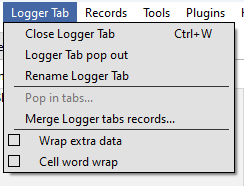 Logger Tab Records Tools Plugins
Close Logger Tab Ctrl+W
Logger Tab pop out
Rename Logger Tab
Pop in tabs...
Merge Logger tabs records...
Wrap extra data
Cell word wrap